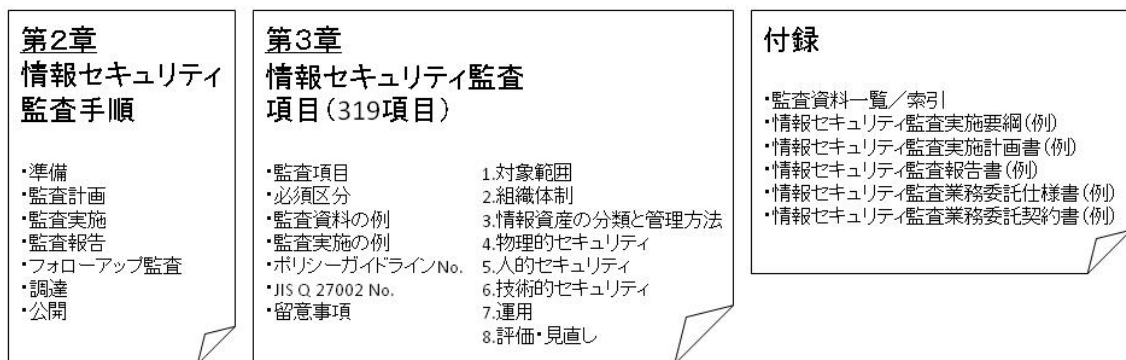 第2章
情報セキュリティ
監査手順
・準備
・監査計画
・監査実施
・監査報告
・フォローアップ監査
・調達
・公開
第3章
情報セキュリティ監査
項目(319項目)
・監査項目
・必須区分
・監査資料の例
・監査実施の例
・ポリシーガイドラインNo.
・JIS Q 27002 No.
・留意事項
1.対象範囲
2.組織体制
3.情報資産の分類と管理方法
4.物理的セキュリティ
5.人的セキュリティ
6.技術的セキュリティ
7.運用
8.評価・見直し
付録
・監査資料一覧/索引
・情報セキュリティ監査実施要綱(例)
・情報セキュリティ監査実施計画書(例)
・情報セキュリティ監査報告書(例)
・情報セキュリティ監査業務委託仕様書(例)
・情報セキュリティ監査業務委託契約書(例)